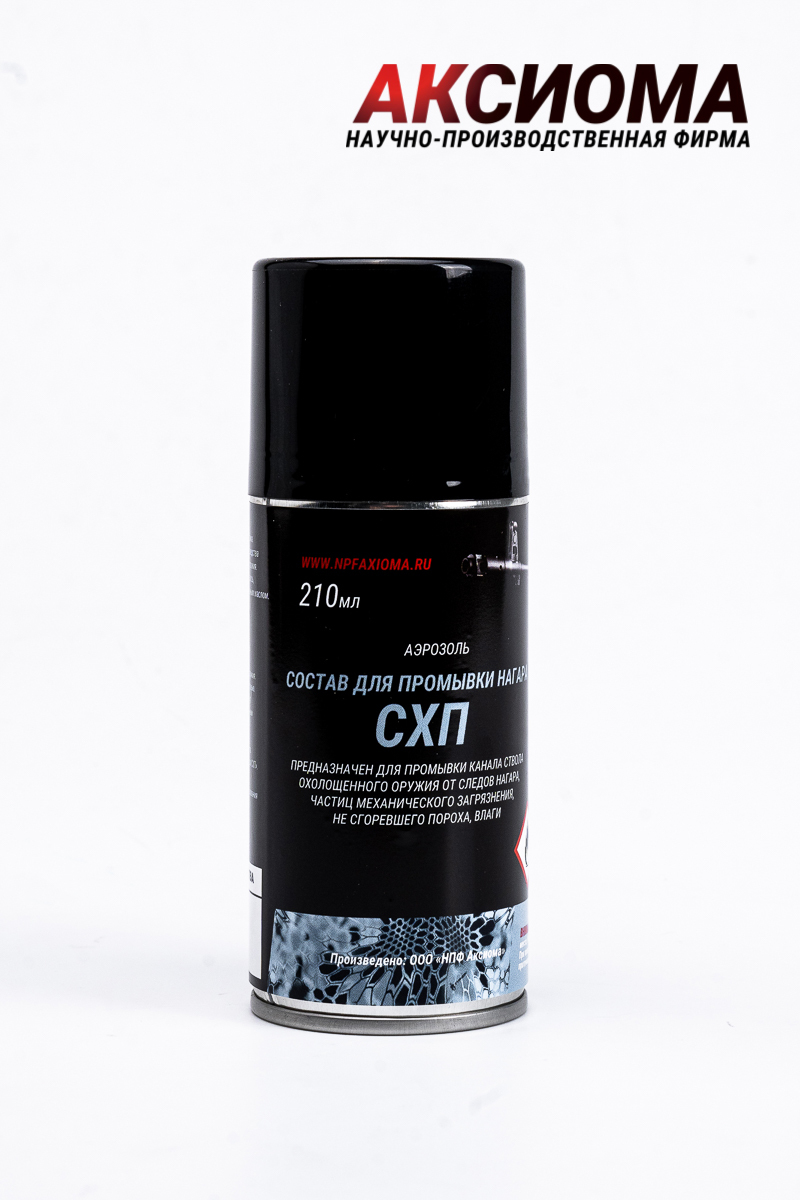 АКСИОМА
НАУЧНО-ПРОИЗВОДСТВЕННАЯ ФИРМА
WWW.NPFAXIOMA.RU
210мл
АЭРОЗОЛЬ
СОСТАВ ДЛЯ ПРОМЫВКИ НАГАРА
СХП
ПРЕДНАЗНАЧЕН ДЛЯ ПРОМЫВКИ КАНАЛА СТВОЛА
ОХОЛОЩЕННОГО ОРУЖИЯ ОТ СЛЕДОВ НАГАРА,
ЧАСТИЦ МЕХАНИЧЕСКОГО ЗАГРЯЗНЕНИЯ,
НЕ СГОРЕВШЕГО ПОРОХА, ВЛАГИ
Произведено: ООО «НПФ Аксиома»